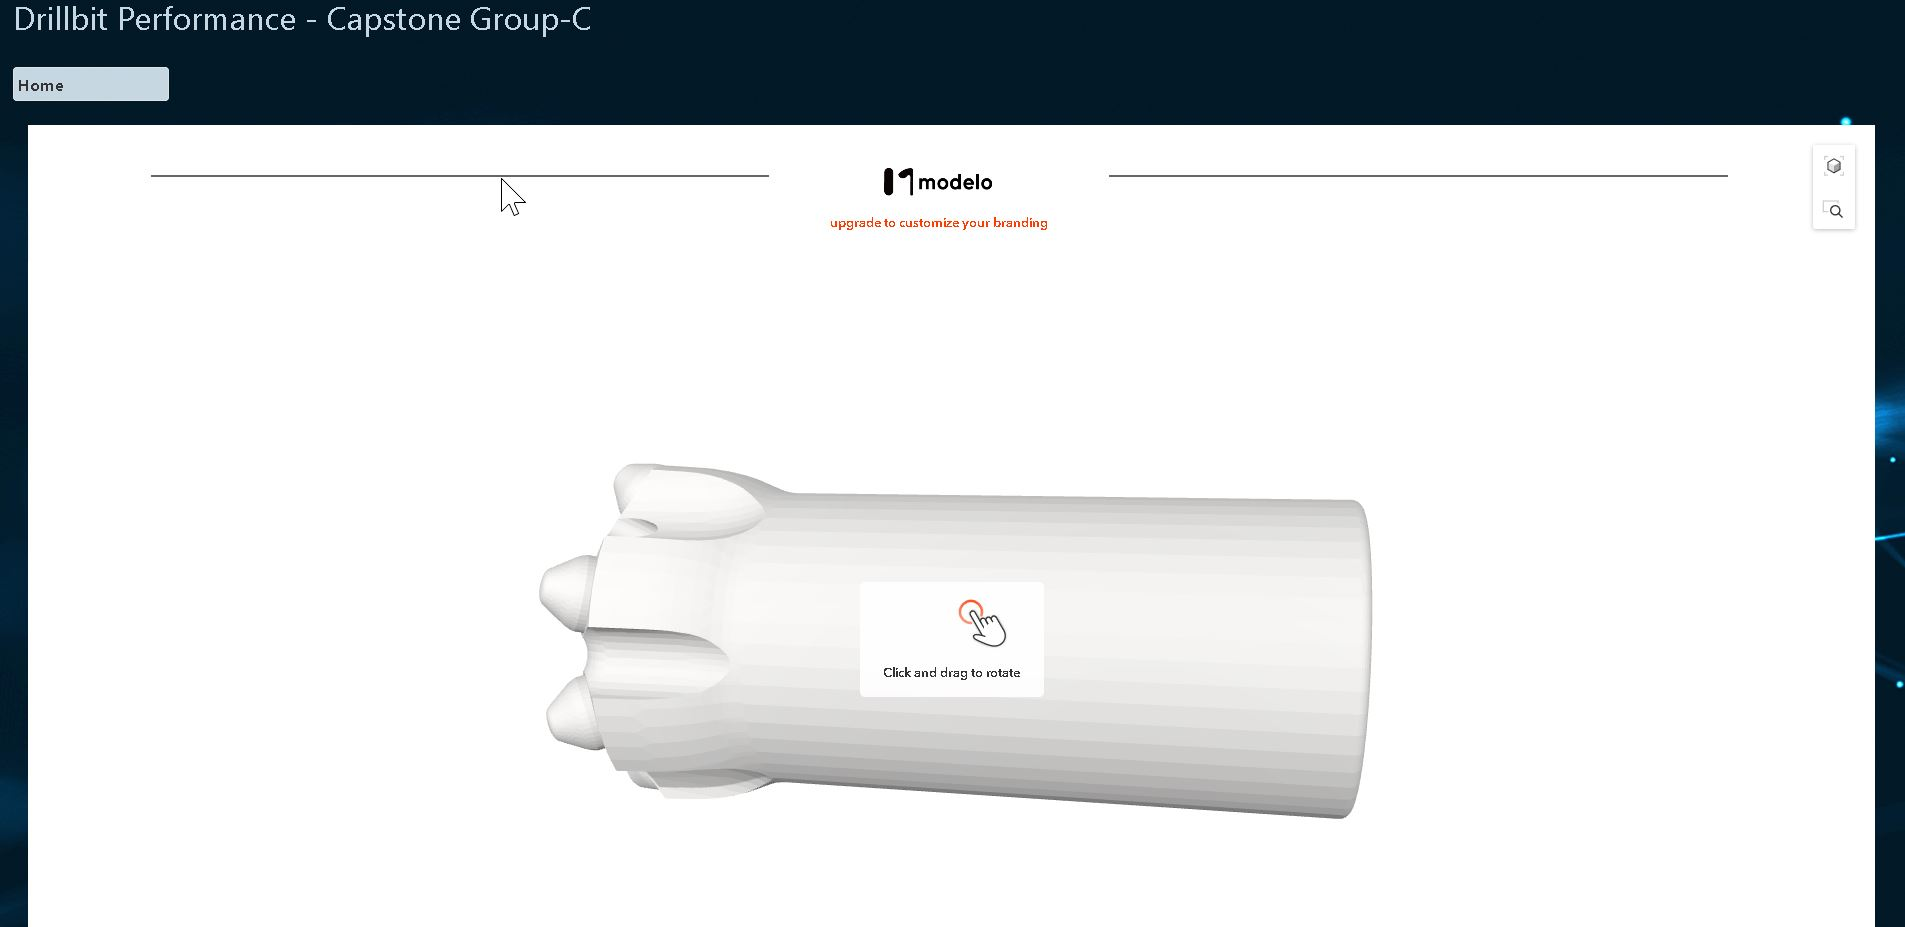 Drillbit Performance - Capstone Group-C
Home
modelo
upgrade to customize your branding
Click and drag to rotate